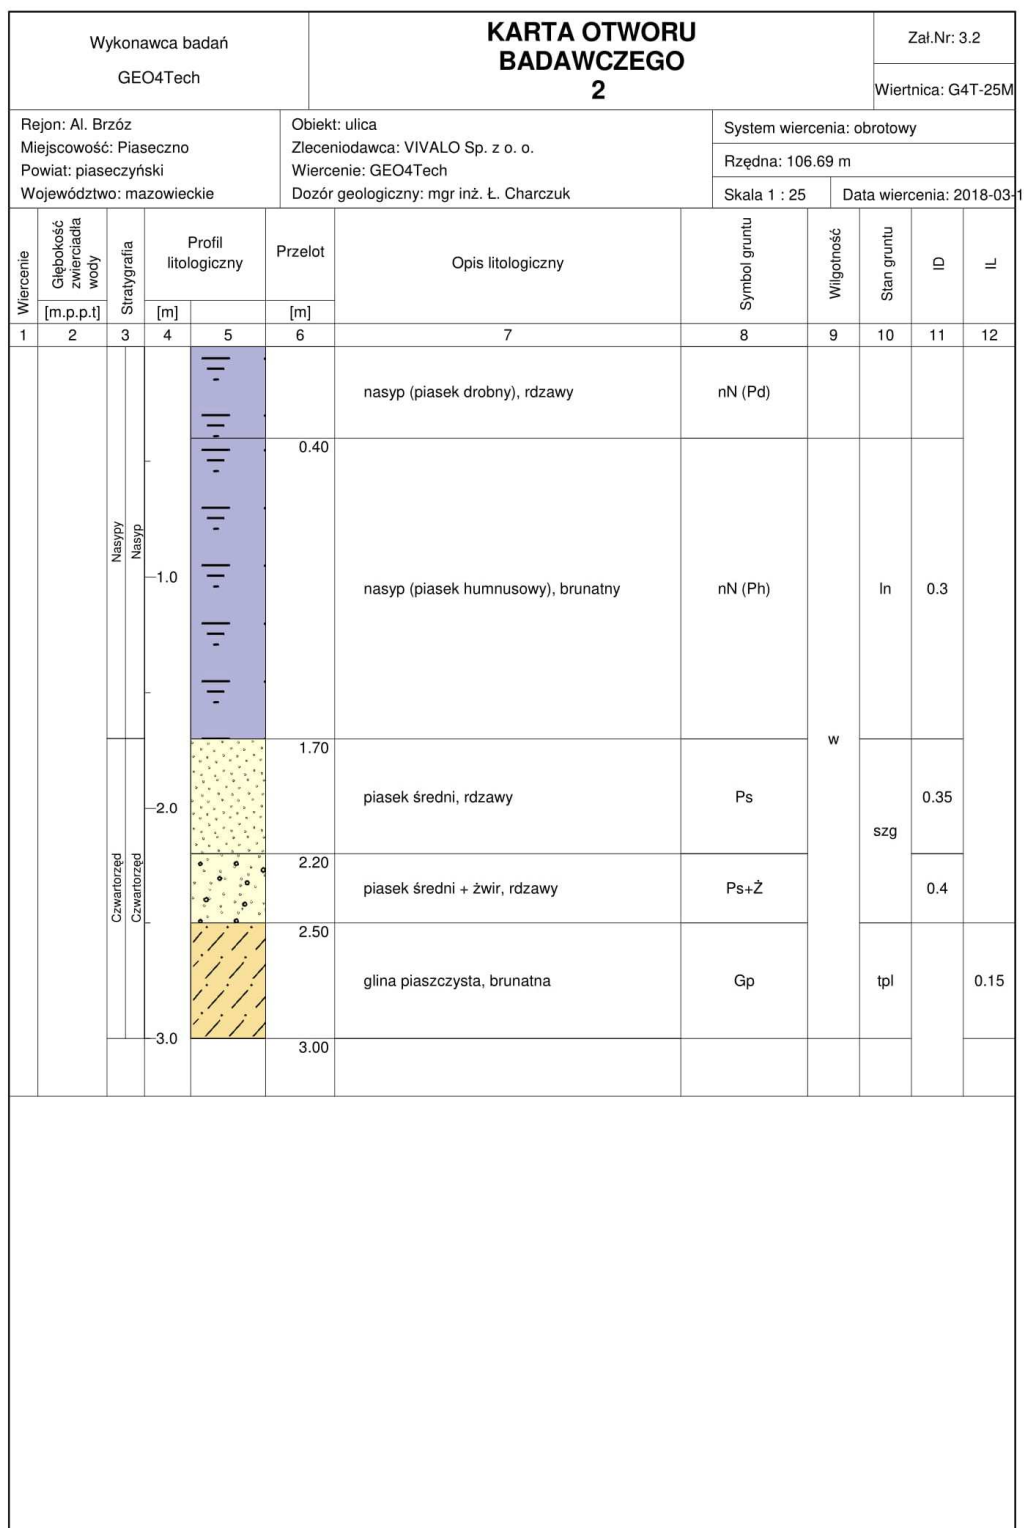 Wykonawca badań
GEO4Tech
KARTA OTWORU
BADAWCZEGO
2
Zał.Nr: 3.2
Wiertnica: G4T-25M
Rejon: Al. Brzóz
Miejscowość: Piaseczno
Powiat: piaseczyński
Województwo: mazowieckie
Obiekt: ulica
Zleceniodawca: VIVALO Sp. z o. o.
Wiercenie: GEO4Tech
Dozór geologiczny: mgr inż. Ł. Charczuk
System wiercenia: obrotowy
Rzędna: 106.69 m
Skala 1 : 25
Data wiercenia: 2018-03-1
Wiercenie
Głębokość
zwierciadła
wody
[m.p.p.t]
Stratygrafia
Profil
litologiczny
[m]
Przelot
[m]
Opis litologiczny
Symbol gruntu
Wilgotność
Stan gruntu
ID
IL
1 2 3 4 5 6 7 8 9 10 11 12
nasyp (piasek drobny), rdzawy nN (Pd)
0.40
Nasypy
Nasyp
1.0
nasyp (piasek humnusowy), brunatny nN (Ph) ln 0.3
1.70
w
2.0
piasek średni, rdzawy Ps 0.35
szg
2.20
Czwartorzęd
Czwartorzęd
piasek średni + żwir, rdzawy Ps+Ż 0.4
2.50
glina piaszczysta, brunatna Gp tpl 0.15
3.0
3.00